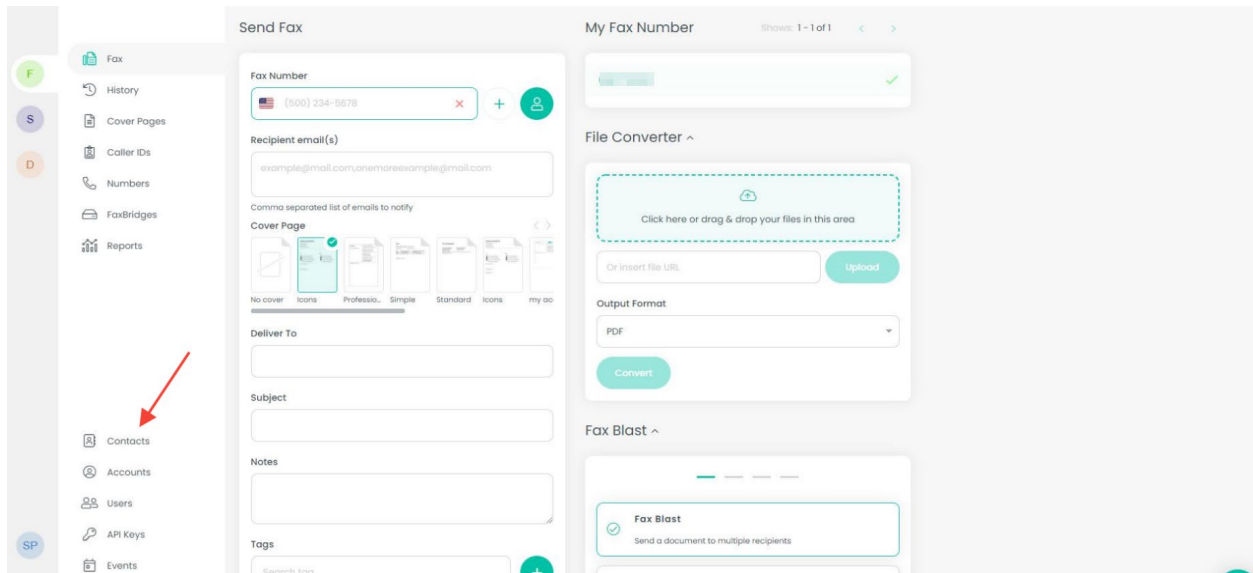 F
S
D
SP
Fax
History
Cover Pages
Caller IDs
Numbers
FaxBridges
Reports
Contacts
Accounts
Users
API Keys
Events
Send Fax
Fax Number
(500) 234-5678
Recipient email(s)
example@mail.com,onemoreexample@mail.com
Comma separated list of emails to notify
Cover Page
No cover Icons Professio... Simple Standard Icons my ac
Deliver To
Subject
Notes
Tags
Search tag
My Fax Number Shows: 1 - 1 of 1
File Converter
Click here or drag & drop your files in this area
Or insert file URL Upload
Output Format
PDF
Convert
Fax Blast
Fax Blast
Send a document to multiple recipients